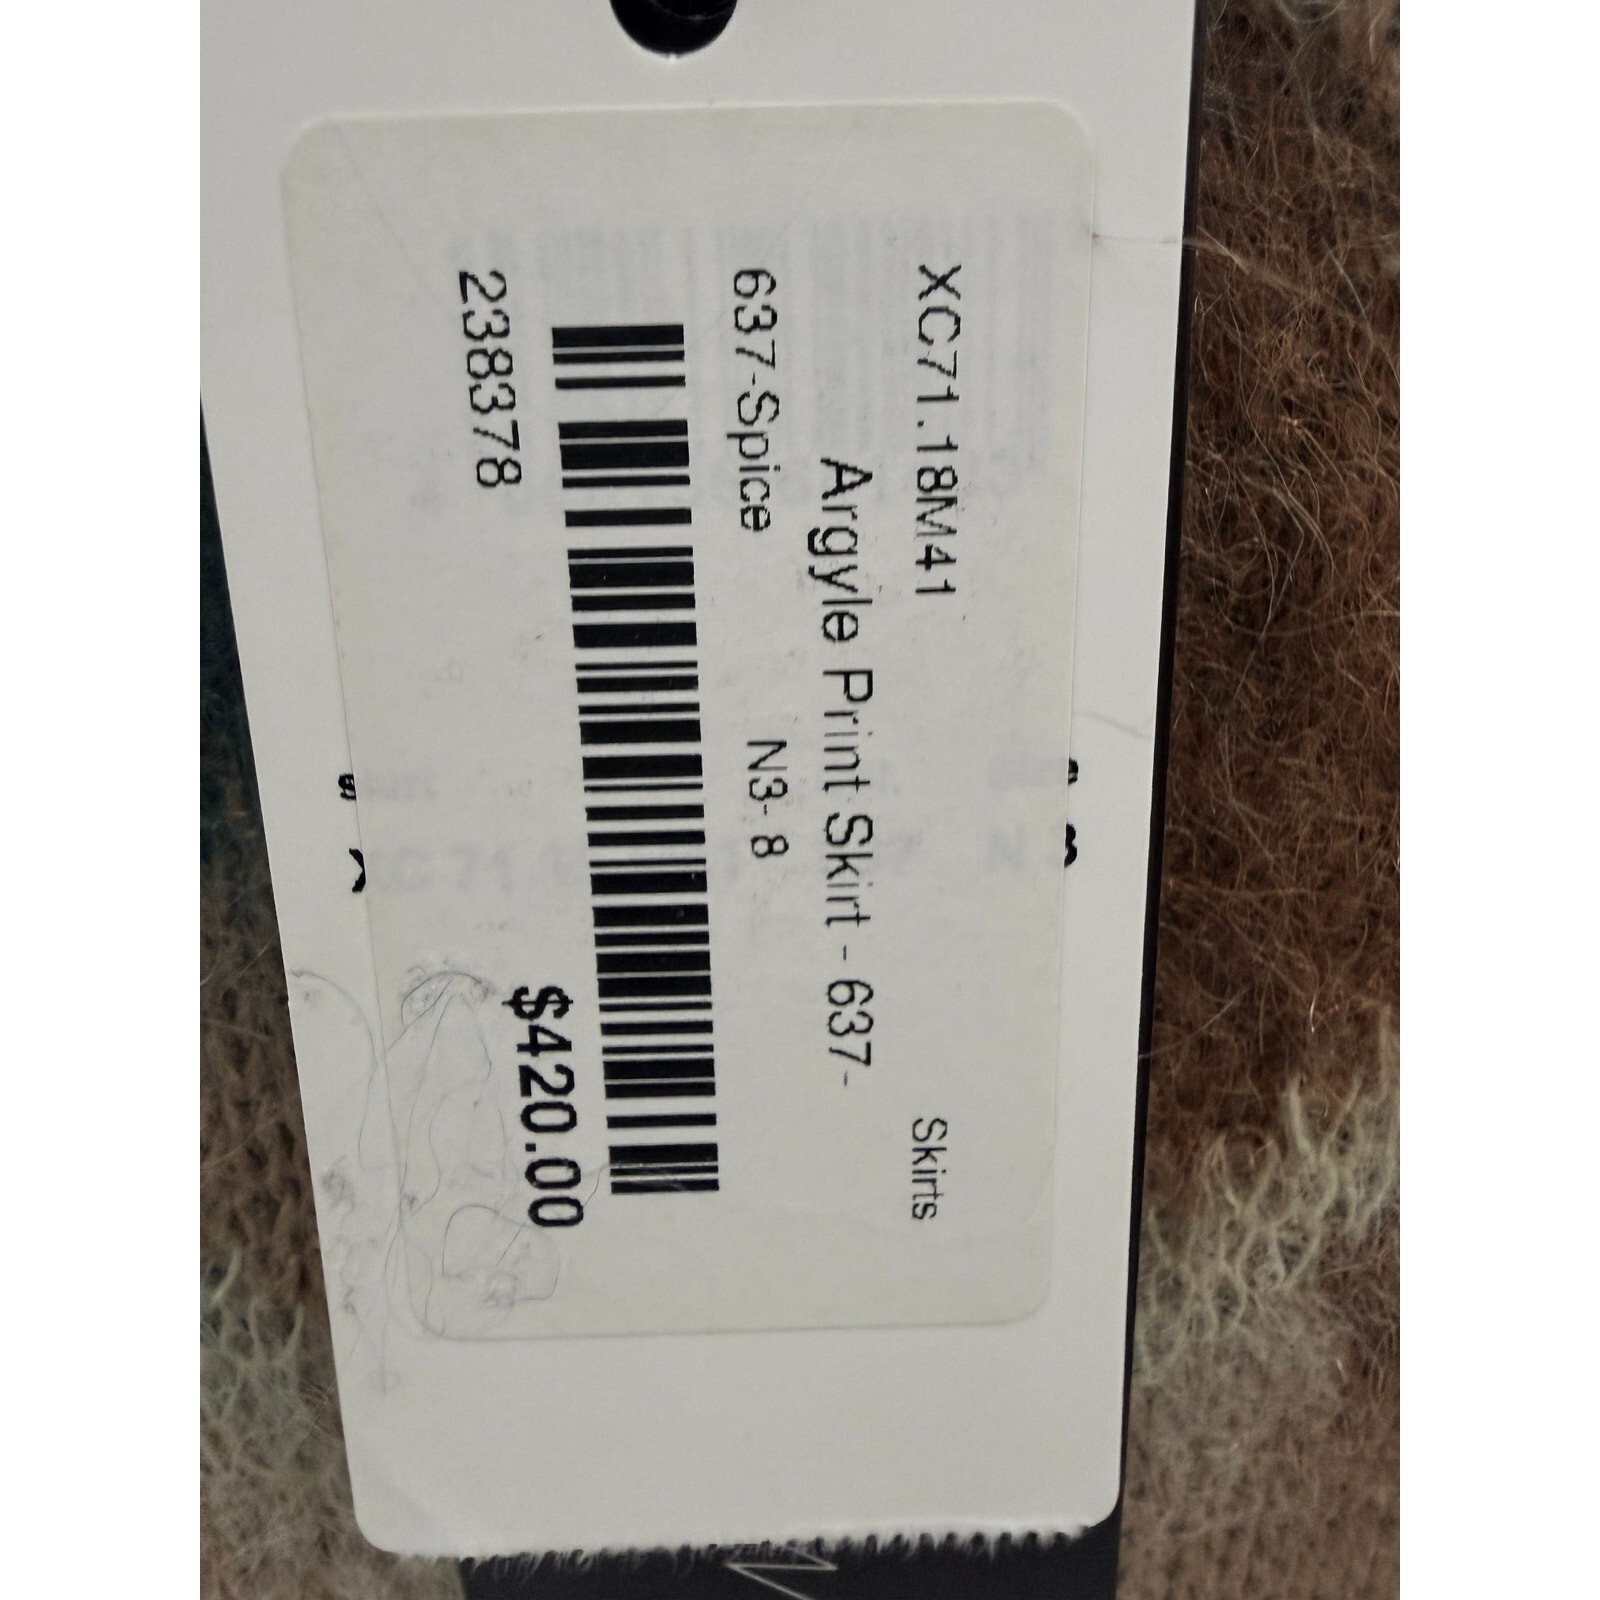 XC71.18M41 Skirts
Argyle Print Skirt - 637-
637-Spice N3- 8
238378 $420.00